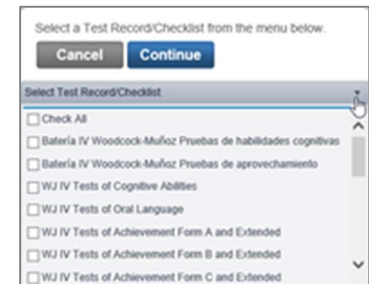 Select a Test Record/Checklist from the menu below.
Cancel Continue
Select Test Record/Checklist
Check All
Batería IV Woodcock-Muñoz Pruebas de habilidades cognitivas
Batería IV Woodcock-Muñoz Pruebas de aprovechamiento
WJ IV Tests of Cognitive Abilities
WJ IV Tests of Oral Language
WJ IV Tests of Achievement Form A and Extended
WJ IV Tests of Achievement Form B and Extended
WJ IV Tests of Achievement Form C and Extended